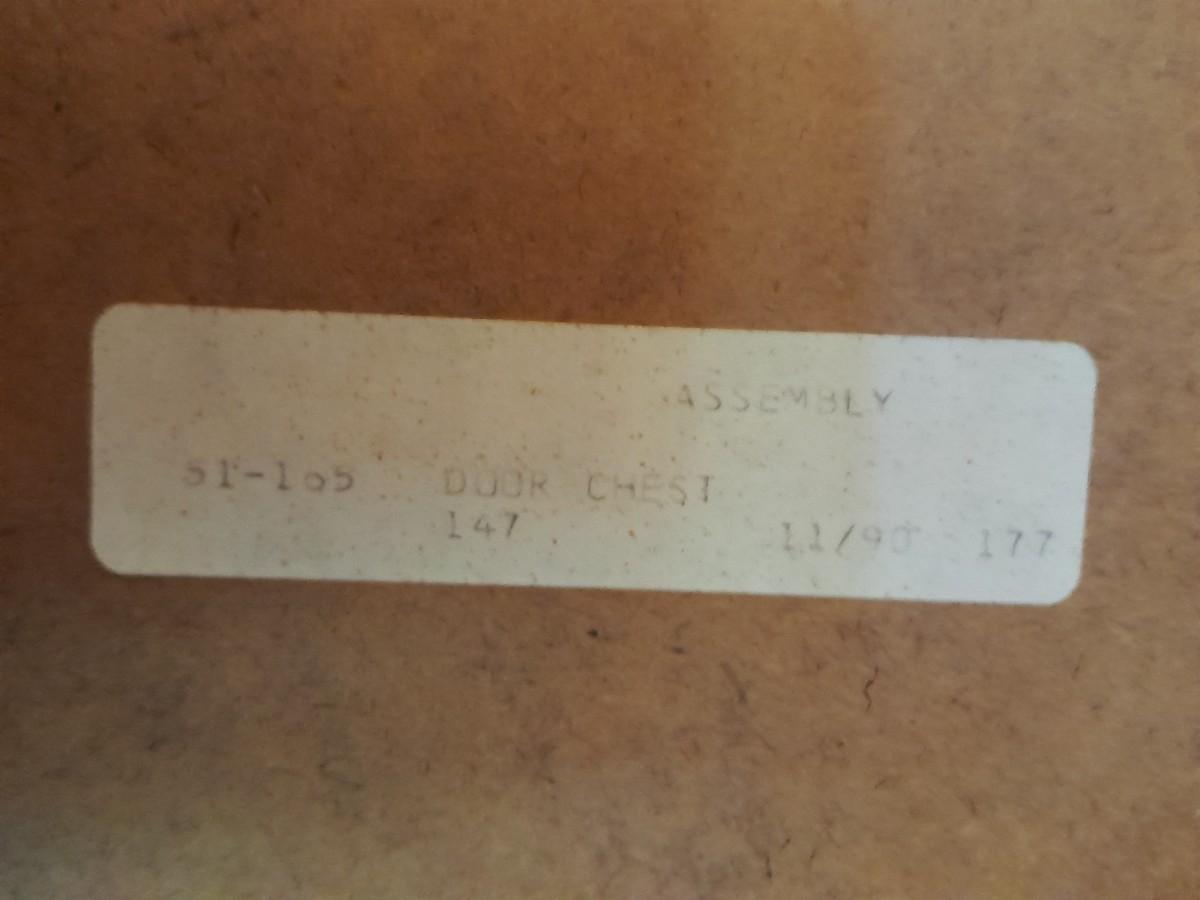 ASSEMBLY
51-165 DOOR CHEST
147 11/90 177